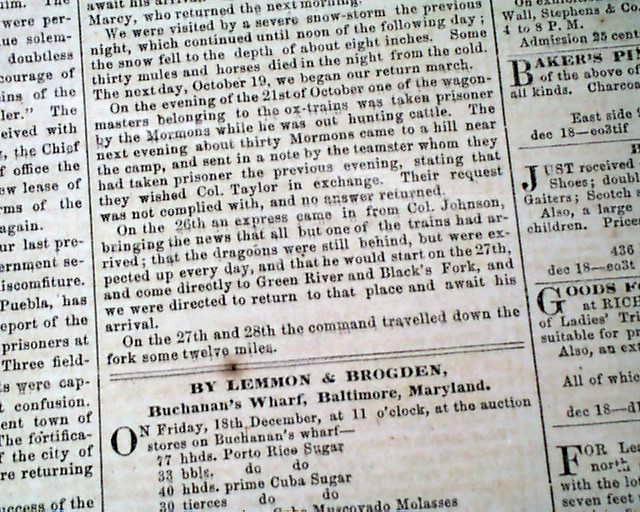 await his
Marcy, who returned the next morning.
We were visited by a severe snow-storm the previous
night, which continued until noon of the following day;
the snow fell to the depth of about eight inches. Some
thirty mules and horses died in the night from the cold.
The next day, October 19, we began our return march.
On the evening of the 21st of October one of the wagon-
masters belonging to the ox-trains was taken prisoner
by the Mormons while he was out hunting cattle. The
next evening about thirty Mormons came to a hill near
the camp, and sent in a note by the teamster whom they
had taken prisoner the previous evening, stating that
they wished Col. Taylor in exchange. Their request
was not complied with, and no answer returned.
On the 26th an express came in from Col. Johnson,
bringing the news that all but one of the trains had ar-
rived; that the dragoons were still behind, but were ex-
pected up every day, and that he would start on the 27th,
and come directly to Green River and Black's Fork, and
we were directed to return to that place and await his
arrival.
On the 27th and 28th the command travelled down the
fork some twelve miles.
BY LEMMON & BROGDEN,
Buchanan's Wharf, Baltimore, Maryland.
ON Friday, 18th December, at 11 o'clock, at the auction
stores on Buchanan's wharf—
77 hhds. Porto Rico Sugar
33 bbls. do do
40 hhds. prime Cuba Sugar
30 tierces do do
Cuba Muscovado Molasses
The
were per-
ue solem-
doubtless
courage of
ins of the
ler." The
eived with
, the Chief
f office the
ew lease of
rms of the
again.
ur last pre-
ernment se-
iscomfiture.
Puebla, has
eport of the
prisoners at
Three field-
s were cap-
t confusion.
ent town of
The fortifica-
f the city of
re returning
uccess of the
On
Wall, Stephens & Co
4 to 8 P. M.
Admission 25 cent
BAKER'S PI
of the above of
all kinds. Charcoa
East side
dec 18—eo3tif
JUST received
Shoes; doubl
Gaiters; Scotch
Also, a large
children. Price
436
dec 18—eo3t
GOODS F
at RICH
of Ladies' Tri
suitable for pr
Also, an ext
All of whic
dec 18—d1
FOR Lea
north
with the lo
seven feet